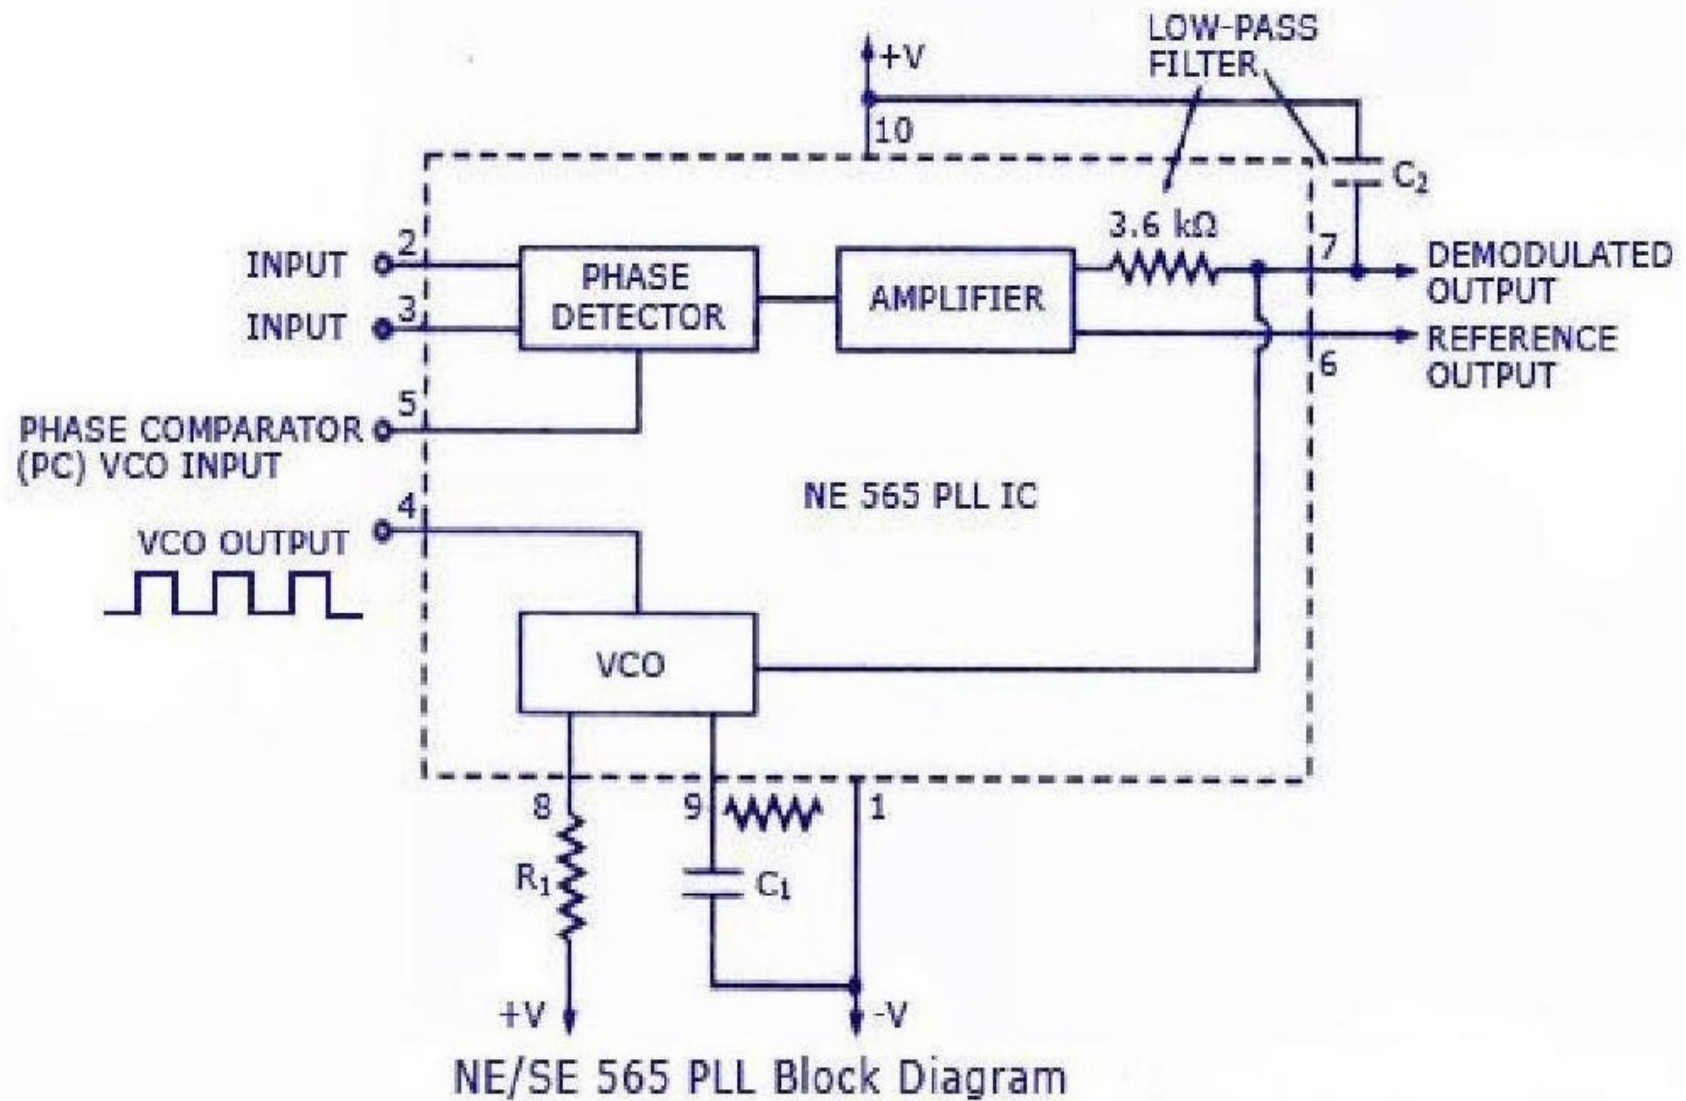 LOW-PASS
FILTER
+V
10
C2
3.6 kΩ
2
INPUT
PHASE
DETECTOR
AMPLIFIER
7
DEMODULATED
OUTPUT
3
INPUT
REFERENCE
OUTPUT
6
5
PHASE COMPARATOR
(PC) VCO INPUT
NE 565 PLL IC
4
VCO OUTPUT
VCO
8
9
1
R1
C1
+V
-V
NE/SE 565 PLL Block Diagram